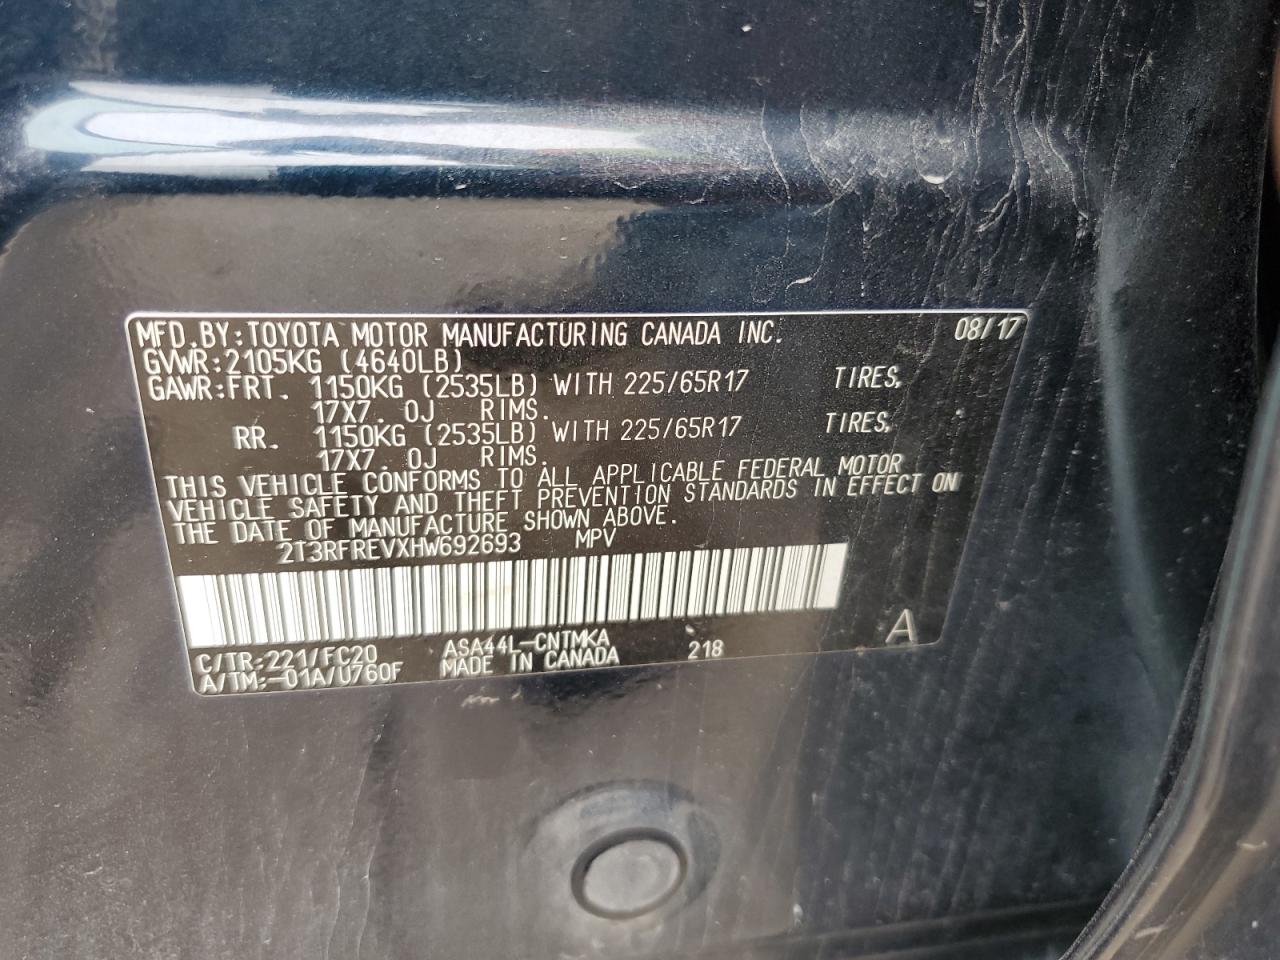 MFD.BY:TOYOTA MOTOR MANUFACTURING CANADA INC. 08/17
GVWR:2105KG (4640LB)
GAWR:FRT. 1150KG (2535LB) WITH 225/65R17 TIRES,
17X7.0J RIMS.
RR. 1150KG (2535LB) WITH 225/65R17 TIRES,
17X7.0J RIMS.
THIS VEHICLE CONFORMS TO ALL APPLICABLE FEDERAL MOTOR
VEHICLE SAFETY AND THEFT PREVENTION STANDARDS IN EFFECT ON
THE DATE OF MANUFACTURE SHOWN ABOVE.
2T3RFREVXHW692693 MPV
C/TR:221/FC20 ASA44L-CNTMKA 218 A
A/TM:-01A/U760F MADE IN CANADA